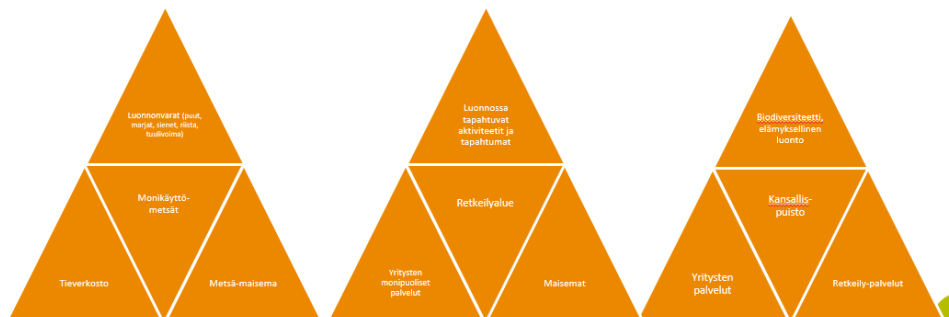 Luonnonvarat (puut,
marjat, sienet, riista,
tuulivoima)
Monikäyttö-
metsät
Tieverkosto
Metsä-maisema
Luonnossa
tapahtuvat
aktiviteetit ja
tapahtumat
Retkeilyalue
Yritysten
monipuoliset
palvelut
Maisemat
Biodiversiteetti,
elämyksellinen
luonto
Kansallis-
puisto
Yritysten
palvelut
Retkeily-palvelut